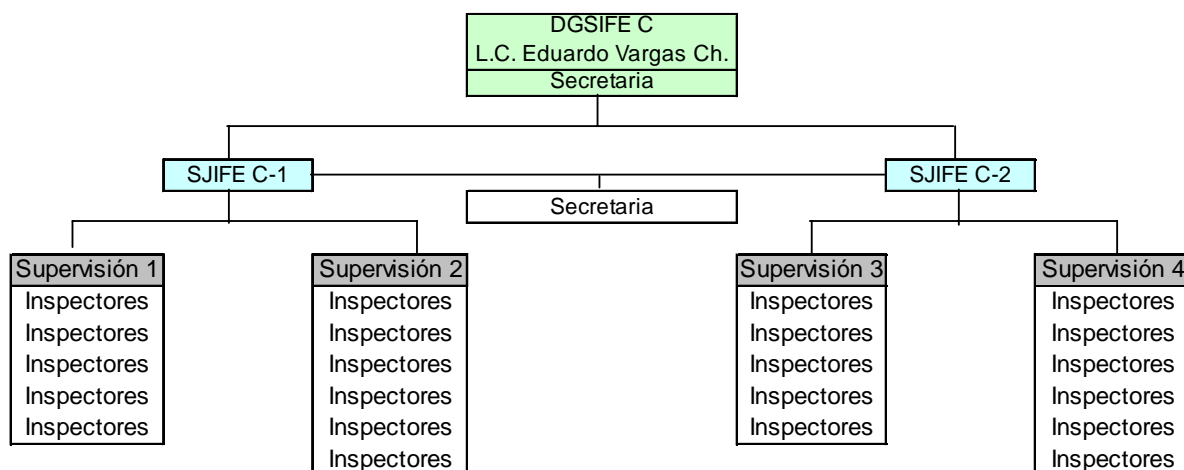 DGSIFE C
L.C. Eduardo Vargas Ch.
Secretaria
SJIFE C-1
SJIFE C-2
Secretaria
Supervisión 1
Inspectores
Inspectores
Inspectores
Inspectores
Inspectores
Supervisión 2
Inspectores
Inspectores
Inspectores
Inspectores
Inspectores
Inspectores
Supervisión 3
Inspectores
Inspectores
Inspectores
Inspectores
Inspectores
Supervisión 4
Inspectores
Inspectores
Inspectores
Inspectores
Inspectores
Inspectores